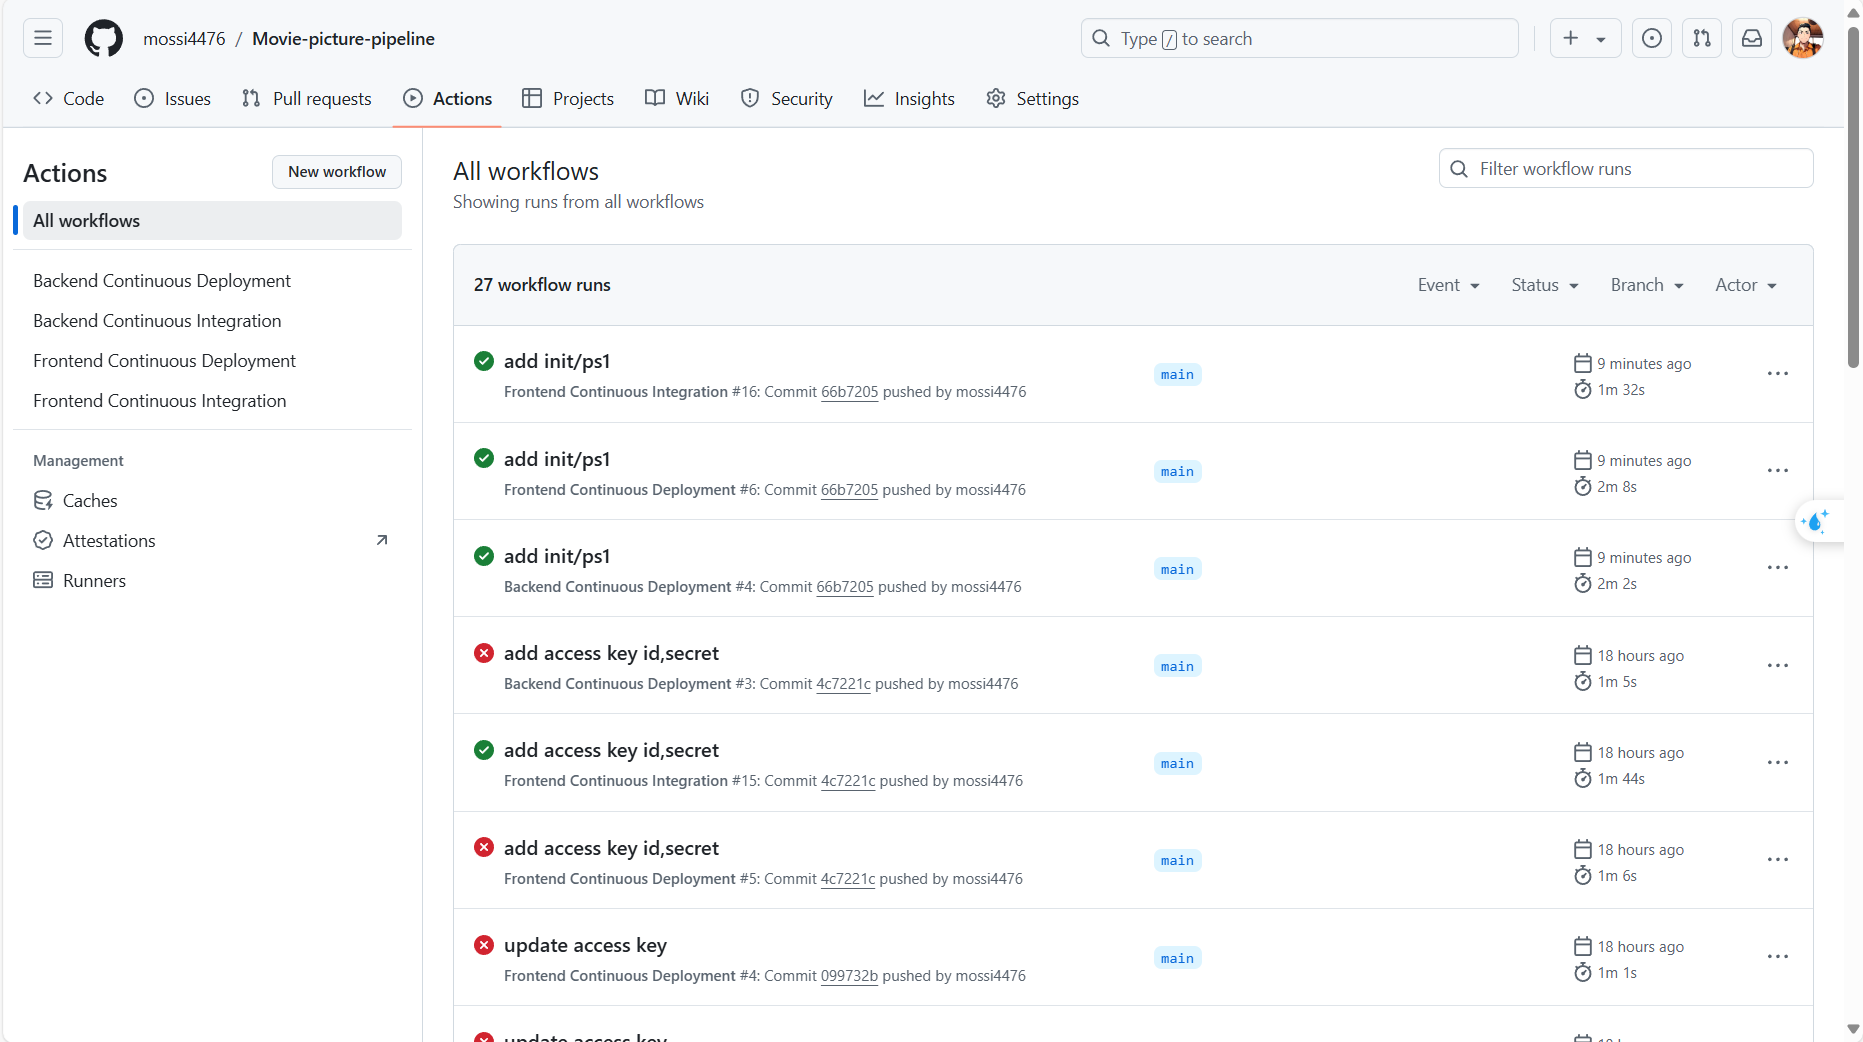 mossi4476 / Movie-picture-pipeline
Type / to search
Code
Issues
Pull requests
Actions
Projects
Wiki
Security
Insights
Settings
Actions
New workflow
All workflows
Backend Continuous Deployment
Backend Continuous Integration
Frontend Continuous Deployment
Frontend Continuous Integration
Management
Caches
Attestations
Runners
All workflows
Showing runs from all workflows
Filter workflow runs
27 workflow runs
Event
Status
Branch
Actor
add init/ps1
Frontend Continuous Integration #16: Commit 66b7205 pushed by mossi4476
main
9 minutes ago
1m 32s
add init/ps1
Frontend Continuous Deployment #6: Commit 66b7205 pushed by mossi4476
main
9 minutes ago
2m 8s
add init/ps1
Backend Continuous Deployment #4: Commit 66b7205 pushed by mossi4476
main
9 minutes ago
2m 2s
add access key id,secret
Backend Continuous Deployment #3: Commit 4c7221c pushed by mossi4476
main
18 hours ago
1m 5s
add access key id,secret
Frontend Continuous Integration #15: Commit 4c7221c pushed by mossi4476
main
18 hours ago
1m 44s
add access key id,secret
Frontend Continuous Deployment #5: Commit 4c7221c pushed by mossi4476
main
18 hours ago
1m 6s
update access key
Frontend Continuous Deployment #4: Commit 099732b pushed by mossi4476
main
18 hours ago
1m 1s
update access key